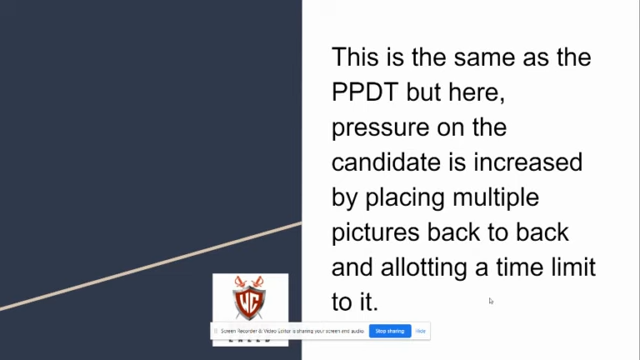 This is the same as the
PPDT but here,
pressure on the
candidate is increased
by placing multiple
pictures back to back
and allotting a time limit
to it.
Screen Recorder & Video Editor is sharing your screen and audio.
Stop sharing
Hide